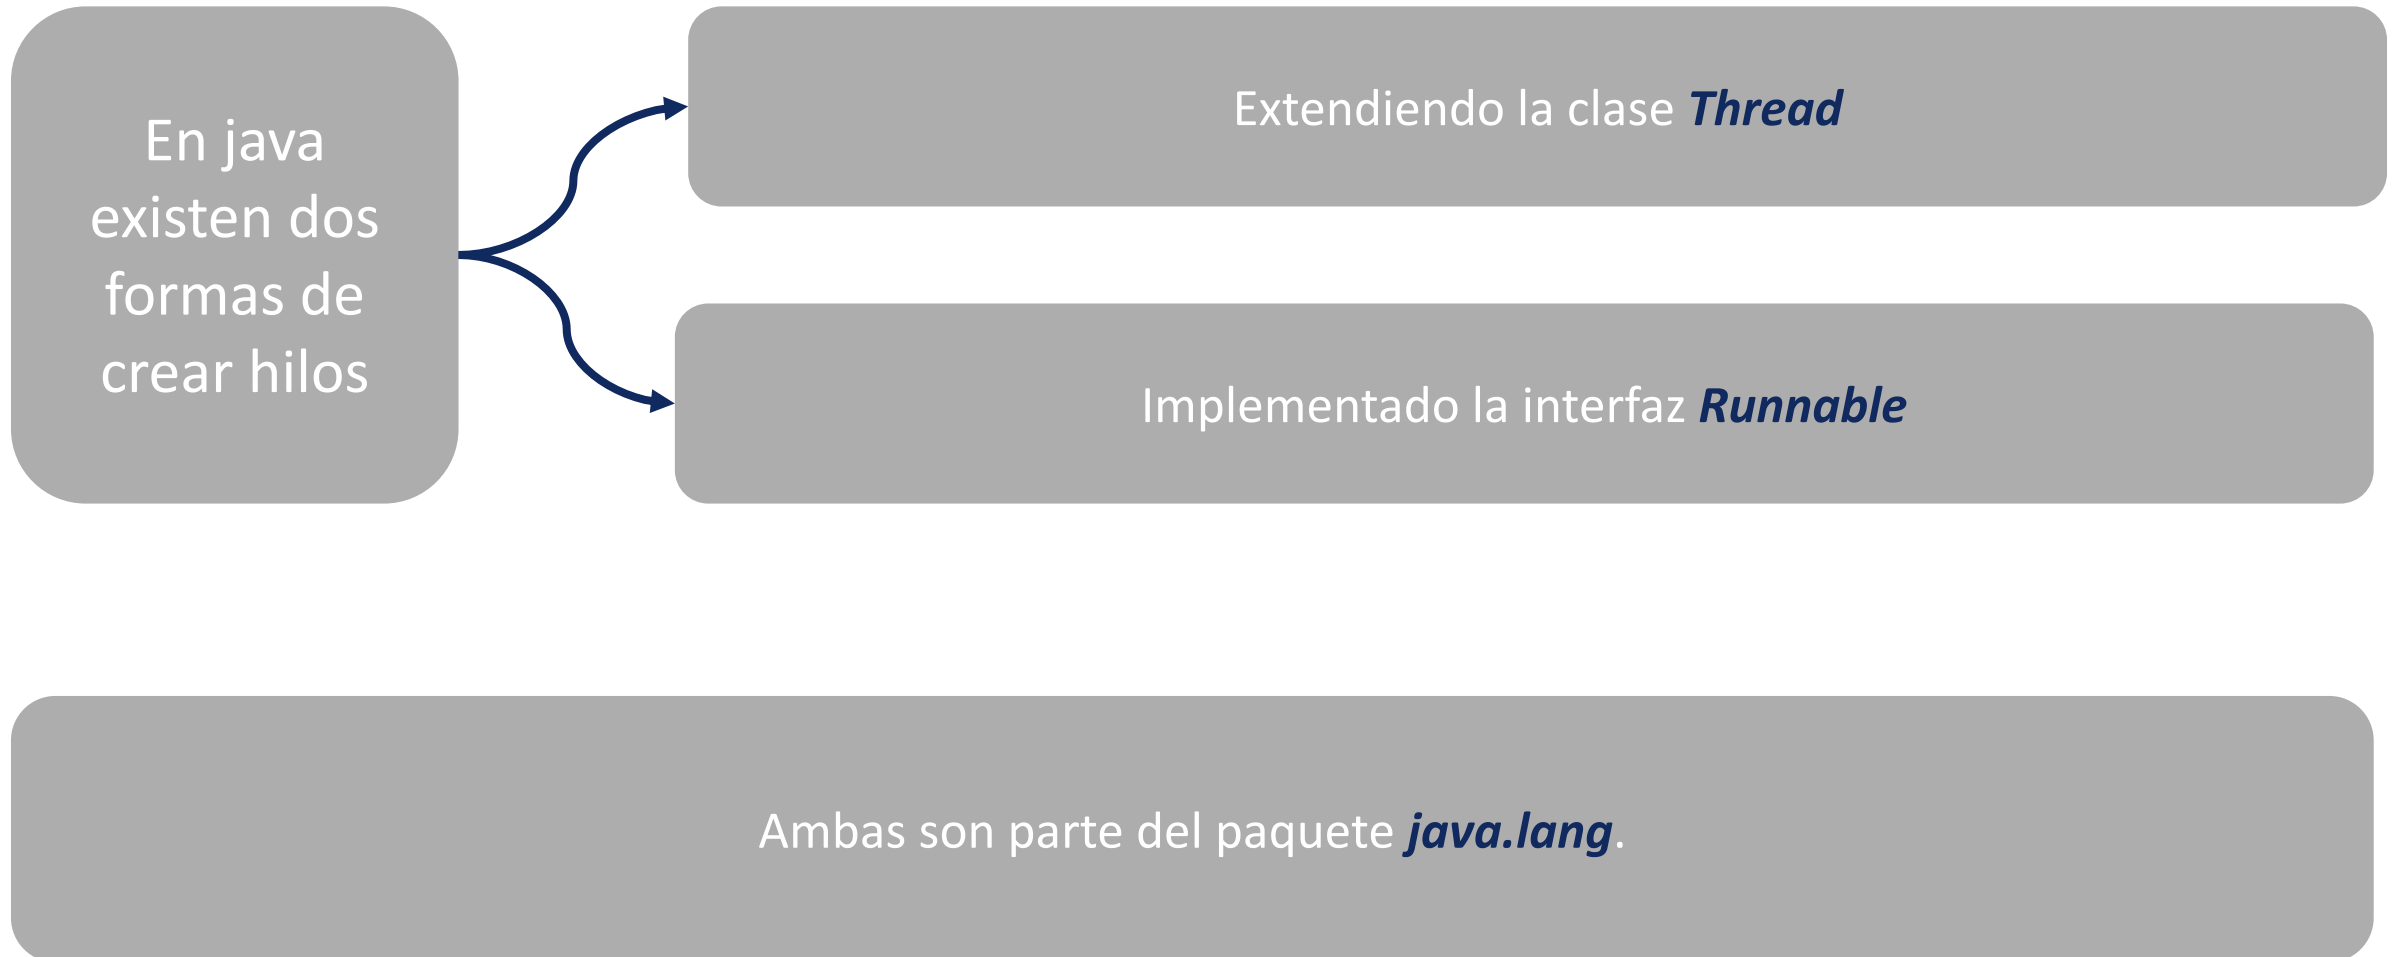 En java
existen dos
formas de
crear hilos
Extendiendo la clase Thread
Implementado la interfaz Runnable
Ambas son parte del paquete java.lang.